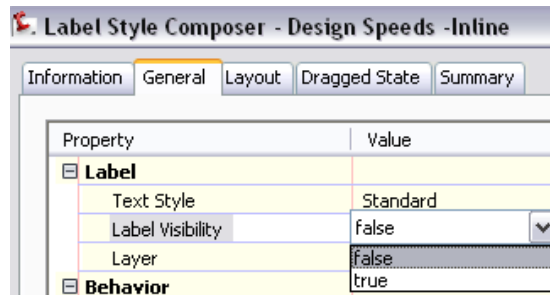 Label Style Composer - Design Speeds -Inline
Information General Layout Dragged State Summary
Property Value
Label
Text Style Standard
Label Visibility false
Layer false
true
Behavior